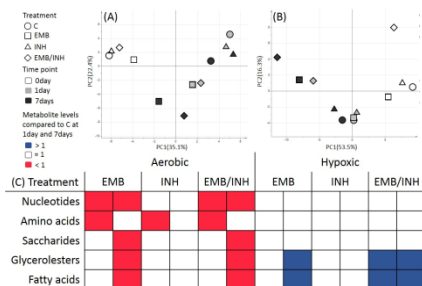 Treatment
C
EMB
INH
EMB/INH
Time point
0day
1day
7days
Metabolite levels
compared to C at
1day and 7days
> 1
= 1
< 1
(A)
PC2(22.4%)
PC1(35.1%)
(B)
PC2(16.3%)
PC1(53.5%)
Aerobic Hypoxic
(C) Treatment EMB INH EMB/INH EMB INH EMB/INH
Nucleotides
Amino acids
Saccharides
Glycerolesters
Fatty acids